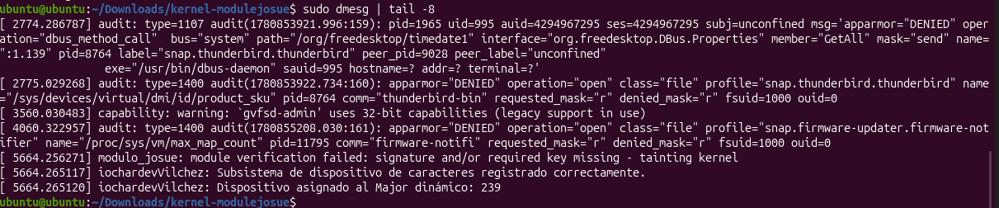 ubuntu@ubuntu:~/Downloads/kernel-modulejosue$ sudo dmesg | tail -8
[ 2774.286787] audit: type=1107 audit(1780853921.996:159): pid=1965 uid=995 auid=4294967295 ses=4294967295 subj=unconfined msg='apparmor="DENIED" oper
ation="dbus_method_call"  bus="system" path="/org/freedesktop/timedate1" interface="org.freedesktop.DBus.Properties" member="GetAll" mask="send" name=
":1.139" pid=8764 label="snap.thunderbird.thunderbird" peer_pid=9028 peer_label="unconfined"
exe="/usr/bin/dbus-daemon" sauid=995 hostname=? addr=? terminal=?'
[ 2775.029268] audit: type=1400 audit(1780853922.734:160): apparmor="DENIED" operation="open" class="file" profile="snap.thunderbird.thunderbird" name
="/sys/devices/virtual/dmi/id/product_sku" pid=8764 comm="thunderbird-bin" requested_mask="r" denied_mask="r" fsuid=1000 ouid=0
[ 3560.030483] capability: warning: `gvfsd-admin' uses 32-bit capabilities (legacy support in use)
[ 4060.322957] audit: type=1400 audit(1780855208.030:161): apparmor="DENIED" operation="open" class="file" profile="snap.firmware-updater.firmware-not
ifier" name="/proc/sys/vm/max_map_count" pid=11795 comm="firmware-notifi" requested_mask="r" denied_mask="r" fsuid=1000 ouid=0
[ 5664.256271] modulo_josue: module verification failed: signature and/or required key missing - tainting kernel
[ 5664.265117] iochardevVilchez: Subsistema de dispositivo de caracteres registrado correctamente.
[ 5664.265120] iochardevVilchez: Dispositivo asignado al Major dinámico: 239
ubuntu@ubuntu:~/Downloads/kernel-modulejosue$